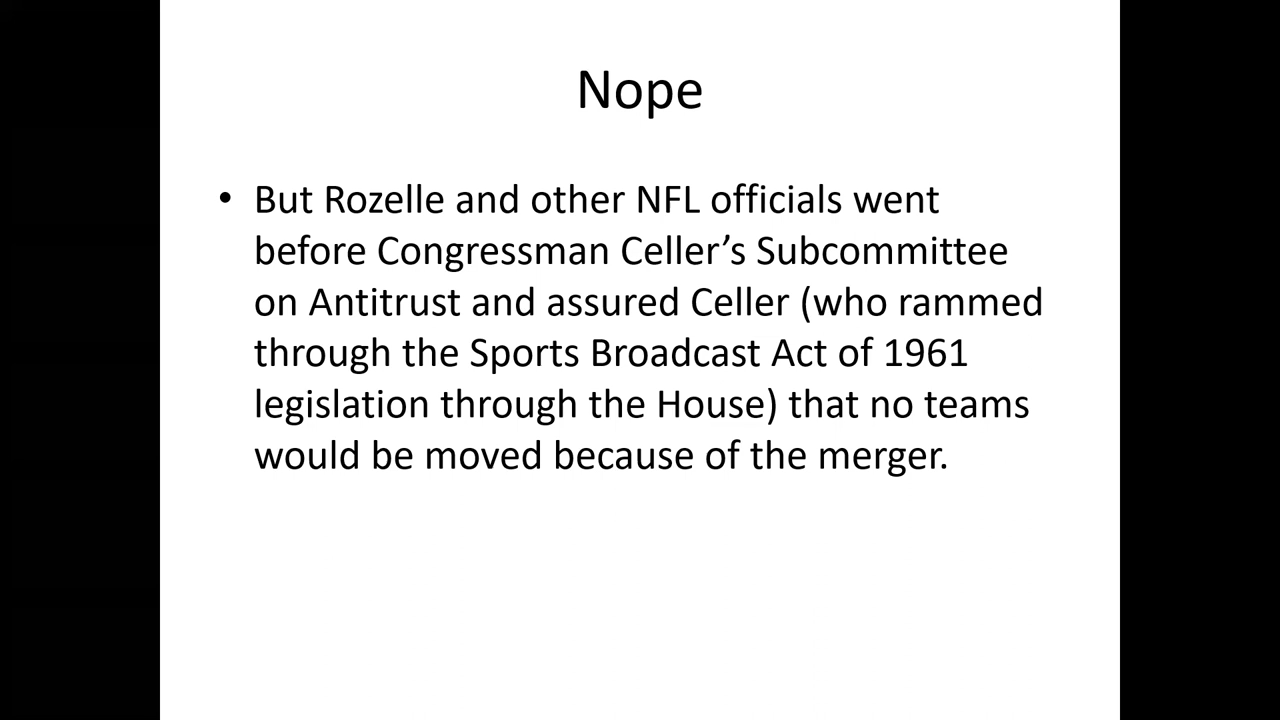 Nope
• But Rozelle and other NFL officials went
before Congressman Celler’s Subcommittee
on Antitrust and assured Celler (who rammed
through the Sports Broadcast Act of 1961
legislation through the House) that no teams
would be moved because of the merger.